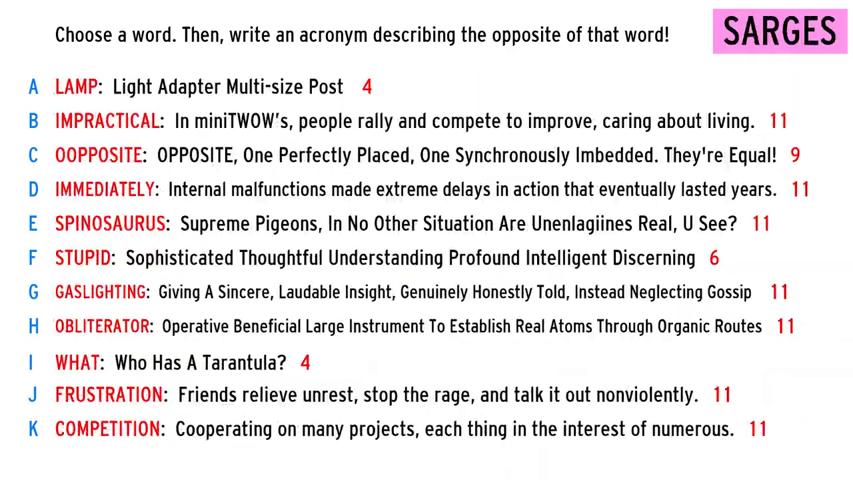 Choose a word. Then, write an acronym describing the opposite of that word!
SARGES
A LAMP: Light Adapter Multi-size Post 4
B IMPRACTICAL: In miniTWOW's, people rally and compete to improve, caring about living. 11
C OOPPOSITE: OPPOSITE, One Perfectly Placed, One Synchronously Imbedded. They're Equal! 9
D IMMEDIATELY: Internal malfunctions made extreme delays in action that eventually lasted years. 11
E SPINOSAURUS: Supreme Pigeons, In No Other Situation Are Unenlagiines Real, U See? 11
F STUPID: Sophisticated Thoughtful Understanding Profound Intelligent Discerning 6
G GASLIGHTING: Giving A Sincere, Laudable Insight, Genuinely Honestly Told, Instead Neglecting Gossip 11
H OBLITERATOR: Operative Beneficial Large Instrument To Establish Real Atoms Through Organic Routes 11
I WHAT: Who Has A Tarantula? 4
J FRUSTRATION: Friends relieve unrest, stop the rage, and talk it out nonviolently. 11
K COMPETITION: Cooperating on many projects, each thing in the interest of numerous. 11